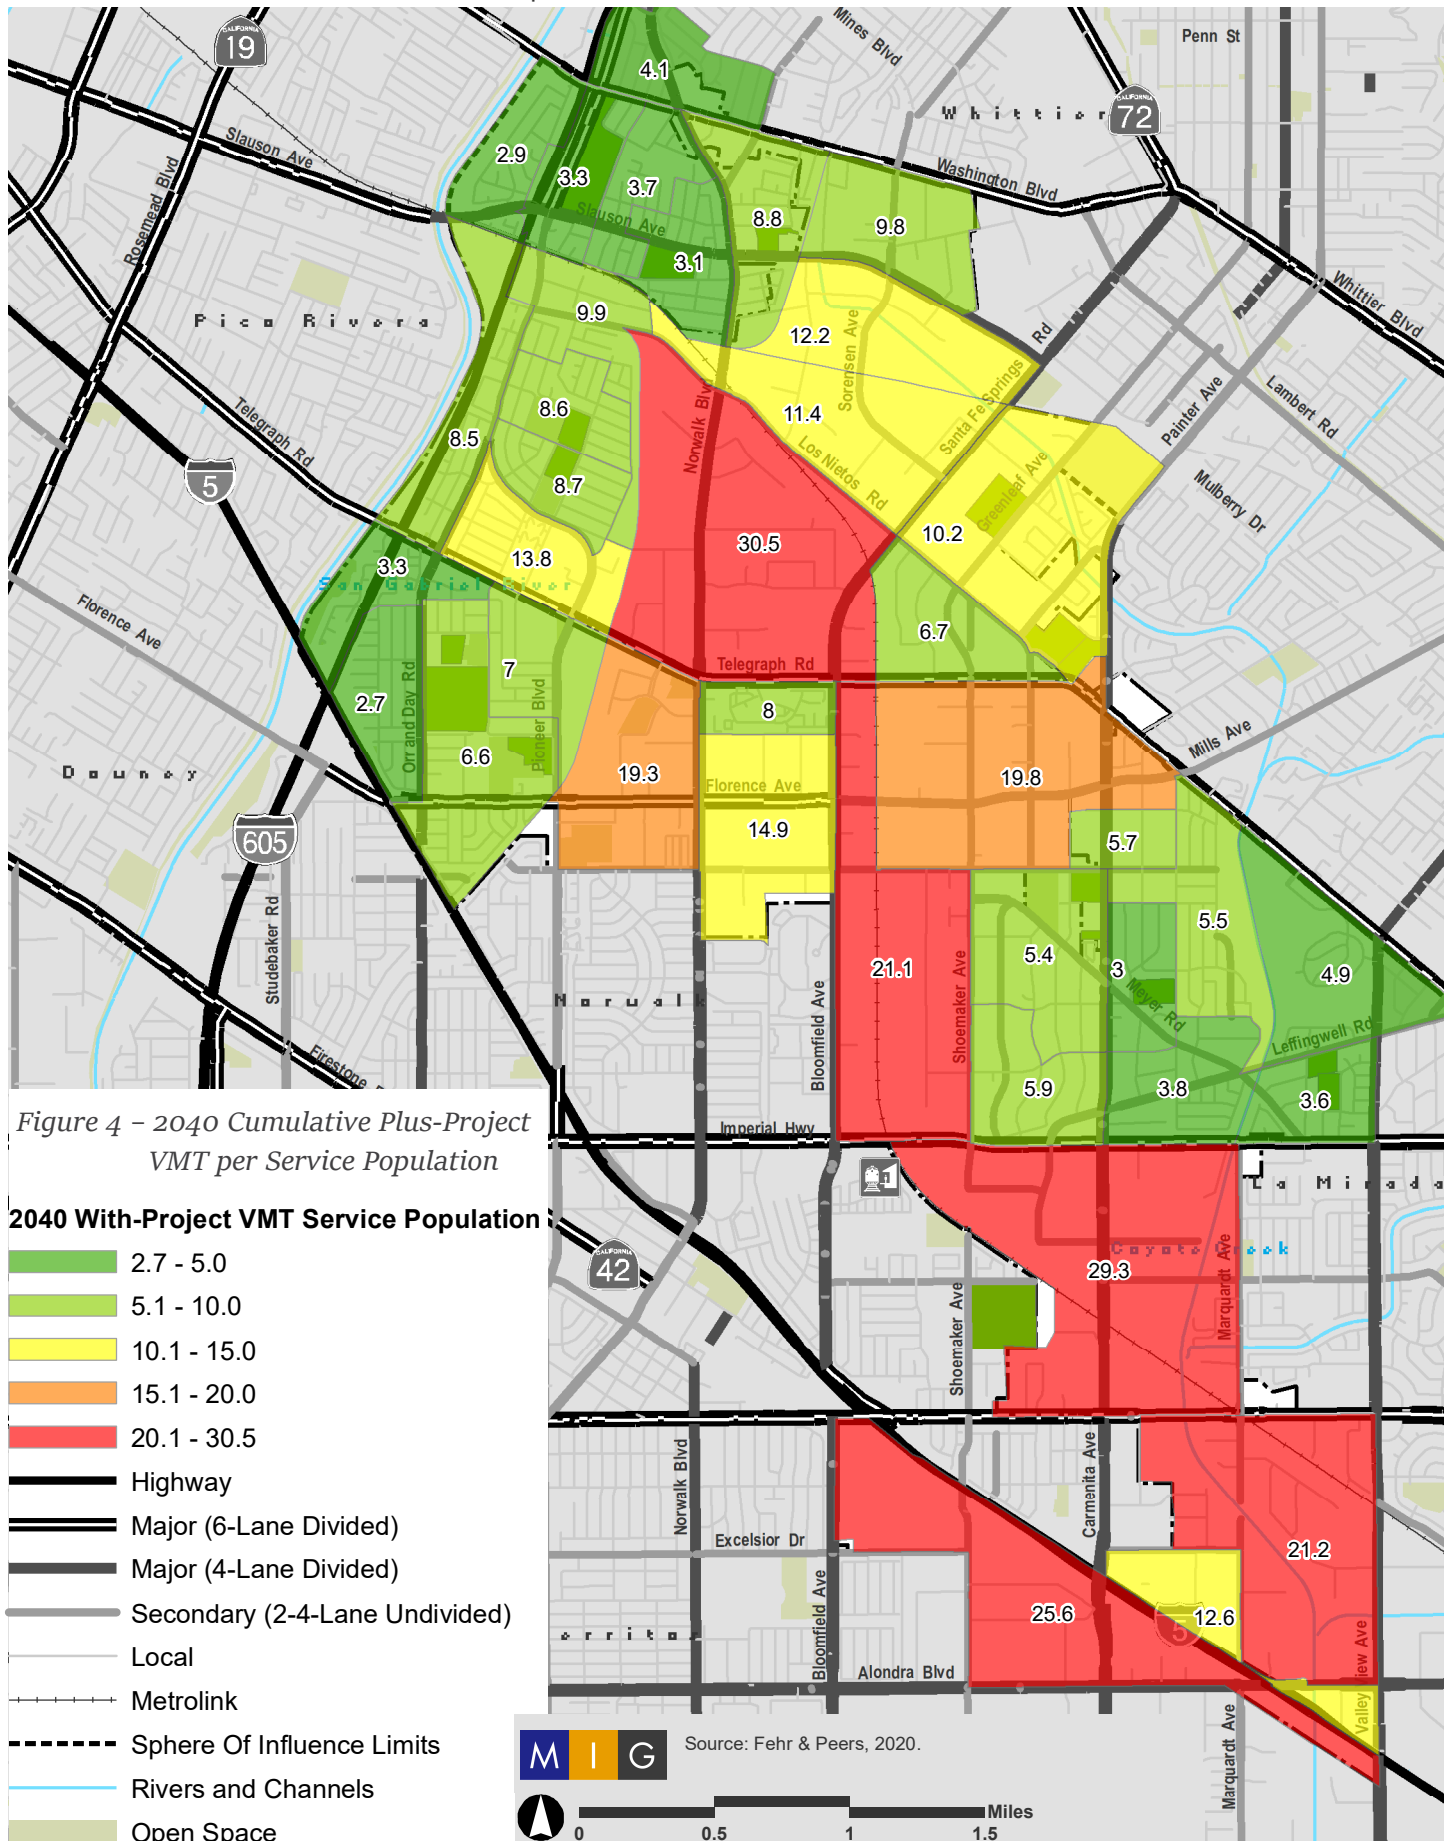 CALIFORNIA
19
Mines Blvd
Penn St
4.1
Whittier
CALIFORNIA
72
Slauson Ave
2.9
3.3
3.7
Washington Blvd
Rosemead Blvd
Slauson Ave
8.8
9.8
3.1
Whittier Blvd
Pico Rivera
9.9
12.2
Sorensen Ave
Santa Fe Springs Rd
Painter Ave
Lambert Rd
Telegraph Rd
8.6
8.5
Norwalk Blvd
11.4
Los Nietos Rd
Greenleaf Ave
Mulberry Dr
5
8.7
13.8
30.5
10.2
3.3
San Gabriel River
Florence Ave
6.7
7
Telegraph Rd
2.7
Orr and Day Rd
Pioneer Blvd
8
Mills Ave
Downey
6.6
19.3
Florence Ave
19.8
14.9
605
5.7
Studebaker Rd
5.5
5.4
21.1
3
4.9
Norwalk
Bloomfield Ave
Shoemaker Ave
Meyer Rd
Leffingwell Rd
Firestone
5.9
3.8
3.6
Imperial Hwy
La Mirada
Coyote Creek
29.3
Marquardt Ave
CALIFORNIA
42
Shoemaker Ave
Norwalk Blvd
Carmenita Ave
Excelsior Dr
21.2
Bloomfield Ave
25.6
12.6
5
erritos
Alondra Blvd
Valley View Ave
Marquardt Ave
Figure 4 – 2040 Cumulative Plus-Project
VMT per Service Population
2040 With-Project VMT Service Population
2.7 - 5.0
5.1 - 10.0
10.1 - 15.0
15.1 - 20.0
20.1 - 30.5
Highway
Major (6-Lane Divided)
Major (4-Lane Divided)
Secondary (2-4-Lane Undivided)
Local
Metrolink
Sphere Of Influence Limits
Rivers and Channels
Open Space
M I G
Source: Fehr & Peers, 2020.
Miles
0 0.5 1 1.5